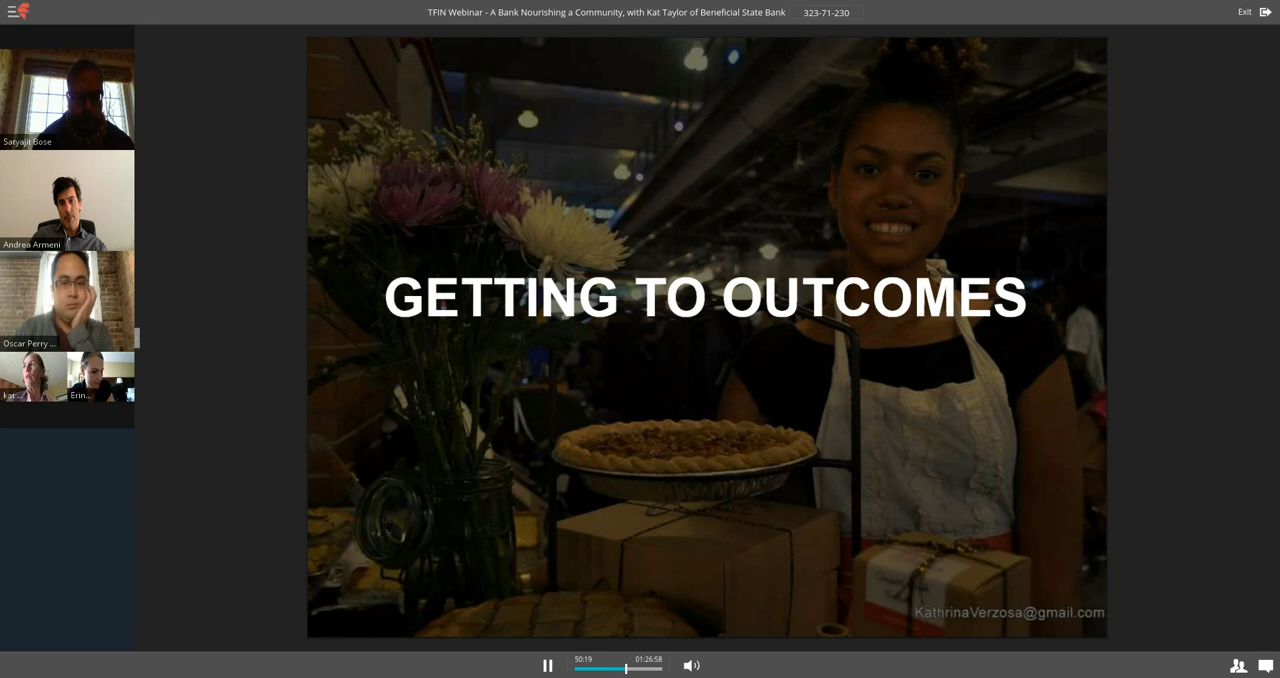 TFIN Webinar - A Bank Nourishing a Community, with Kat Taylor of Beneficial State Bank
323-71-230
Exit
Satyajit Bose
Andrea Armeni
Oscar Perry ...
kat ...
Erin...
GETTING TO OUTCOMES
KathrinaVerzosa@gmail.com
50:19
01:26:58